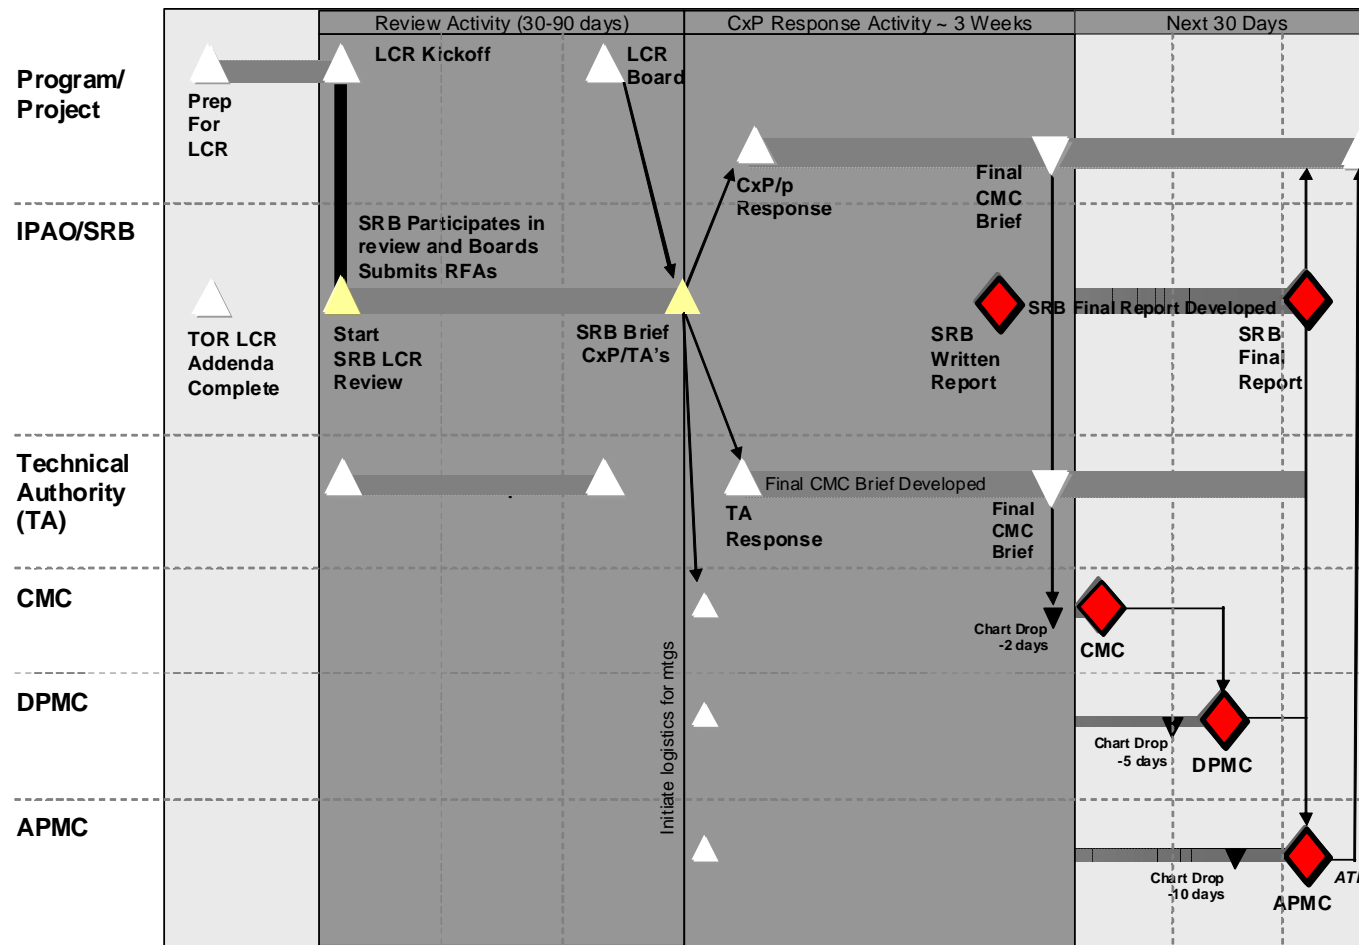 Review Activity (30-90 days)
CxP Response Activity ~ 3 Weeks
Next 30 Days
Program/
Project
Prep
For
LCR
LCR Kickoff
LCR
Board
CxP/p
Response
Final
CMC
Brief
IPAO/SRB
TOR LCR
Addenda
Complete
SRB Participates in
review and Boards
Submits RFAs
Start
SRB LCR
Review
SRB Brief
CxP/TA's
SRB
Written
Report
SRB Final Report Developed
SRB
Final
Report
Technical
Authority
(TA)
Final CMC Brief Developed
TA
Response
Final
CMC
Brief
CMC
Chart Drop
-2 days
CMC
Initiate logistics for mtgs
DPMC
Chart Drop
-5 days
DPMC
APMC
Chart Drop
-10 days
APMC